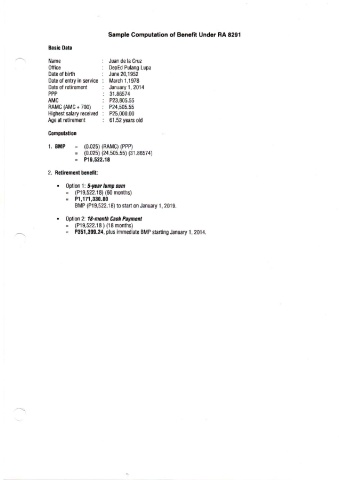 Sample Computation of Benefit Under RA 8291
Basic Data
Name : Juan de la Cruz
Office : DepEd Pulang Lupa
Date of birth : June 20,1952
Date of entry in service : March 1,1978
Date of retirement : January 1, 2014
PPP : 31.86574
AMC : P23,805.55
RAMC (AMC + 700) : P24,505.55
Highest salary received : P25,000.00
Age at retirement : 61.52 years old
Computation
1. BMP = (0.025) (RAMC) (PPP)
= (0.025) (24,505.55) (31.86574)
= P19,522.18
2. Retirement benefit:
• Option 1: 5-year lump sum
= (P19,522.18) (60 months)
= P1,171,330.80
BMP (P19,522.18) to start on January 1, 2019.
• Option 2: 18-month Cash Payment
= (P19,522.18 ) (18 months)
= P351,399.24, plus immediate BMP starting January 1, 2014.